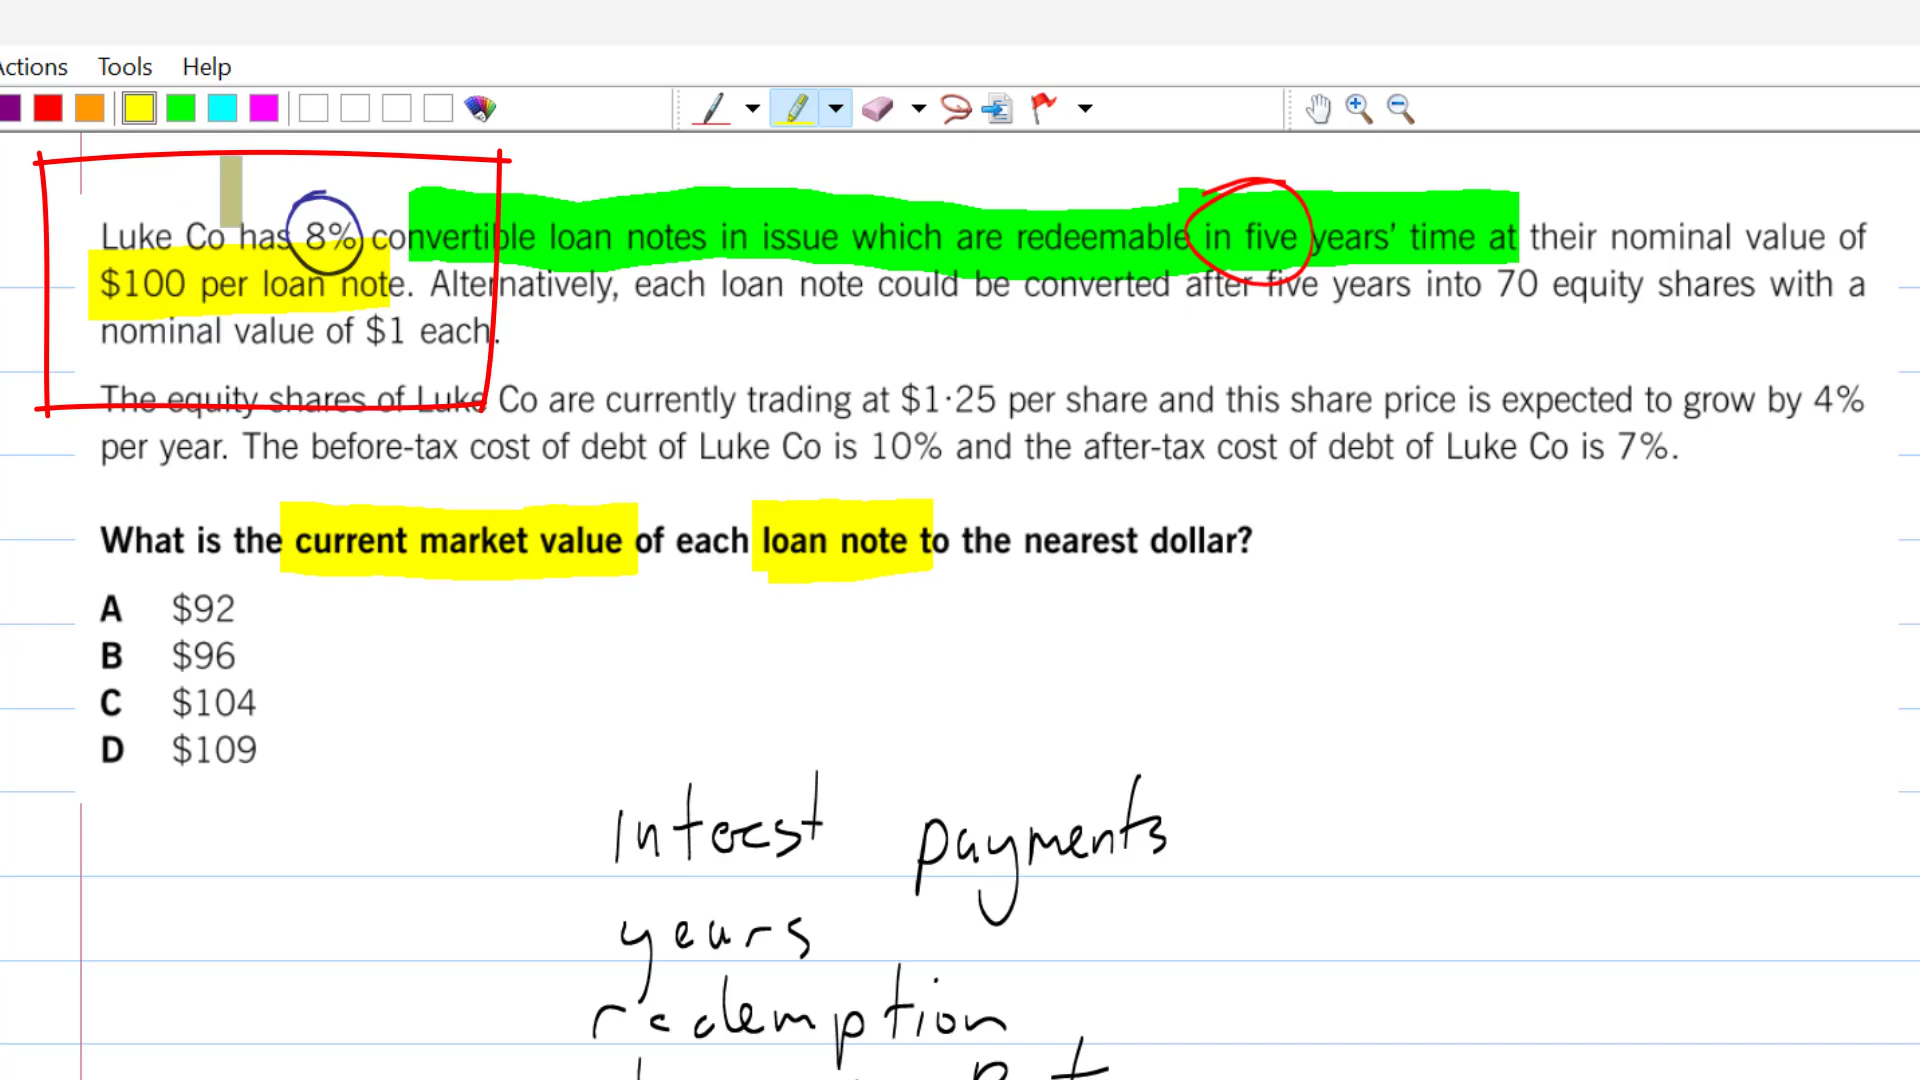 Actions Tools Help
Luke Co has 8% convertible loan notes in issue which are redeemable in five years' time at their nominal value of
$100 per loan note. Alternatively, each loan note could be converted after five years into 70 equity shares with a
nominal value of $1 each.
The equity shares of Luke Co are currently trading at $1·25 per share and this share price is expected to grow by 4%
per year. The before-tax cost of debt of Luke Co is 10% and the after-tax cost of debt of Luke Co is 7%.
What is the current market value of each loan note to the nearest dollar?
A $92
B $96
C $104
D $109
Interest payments
years
redemption